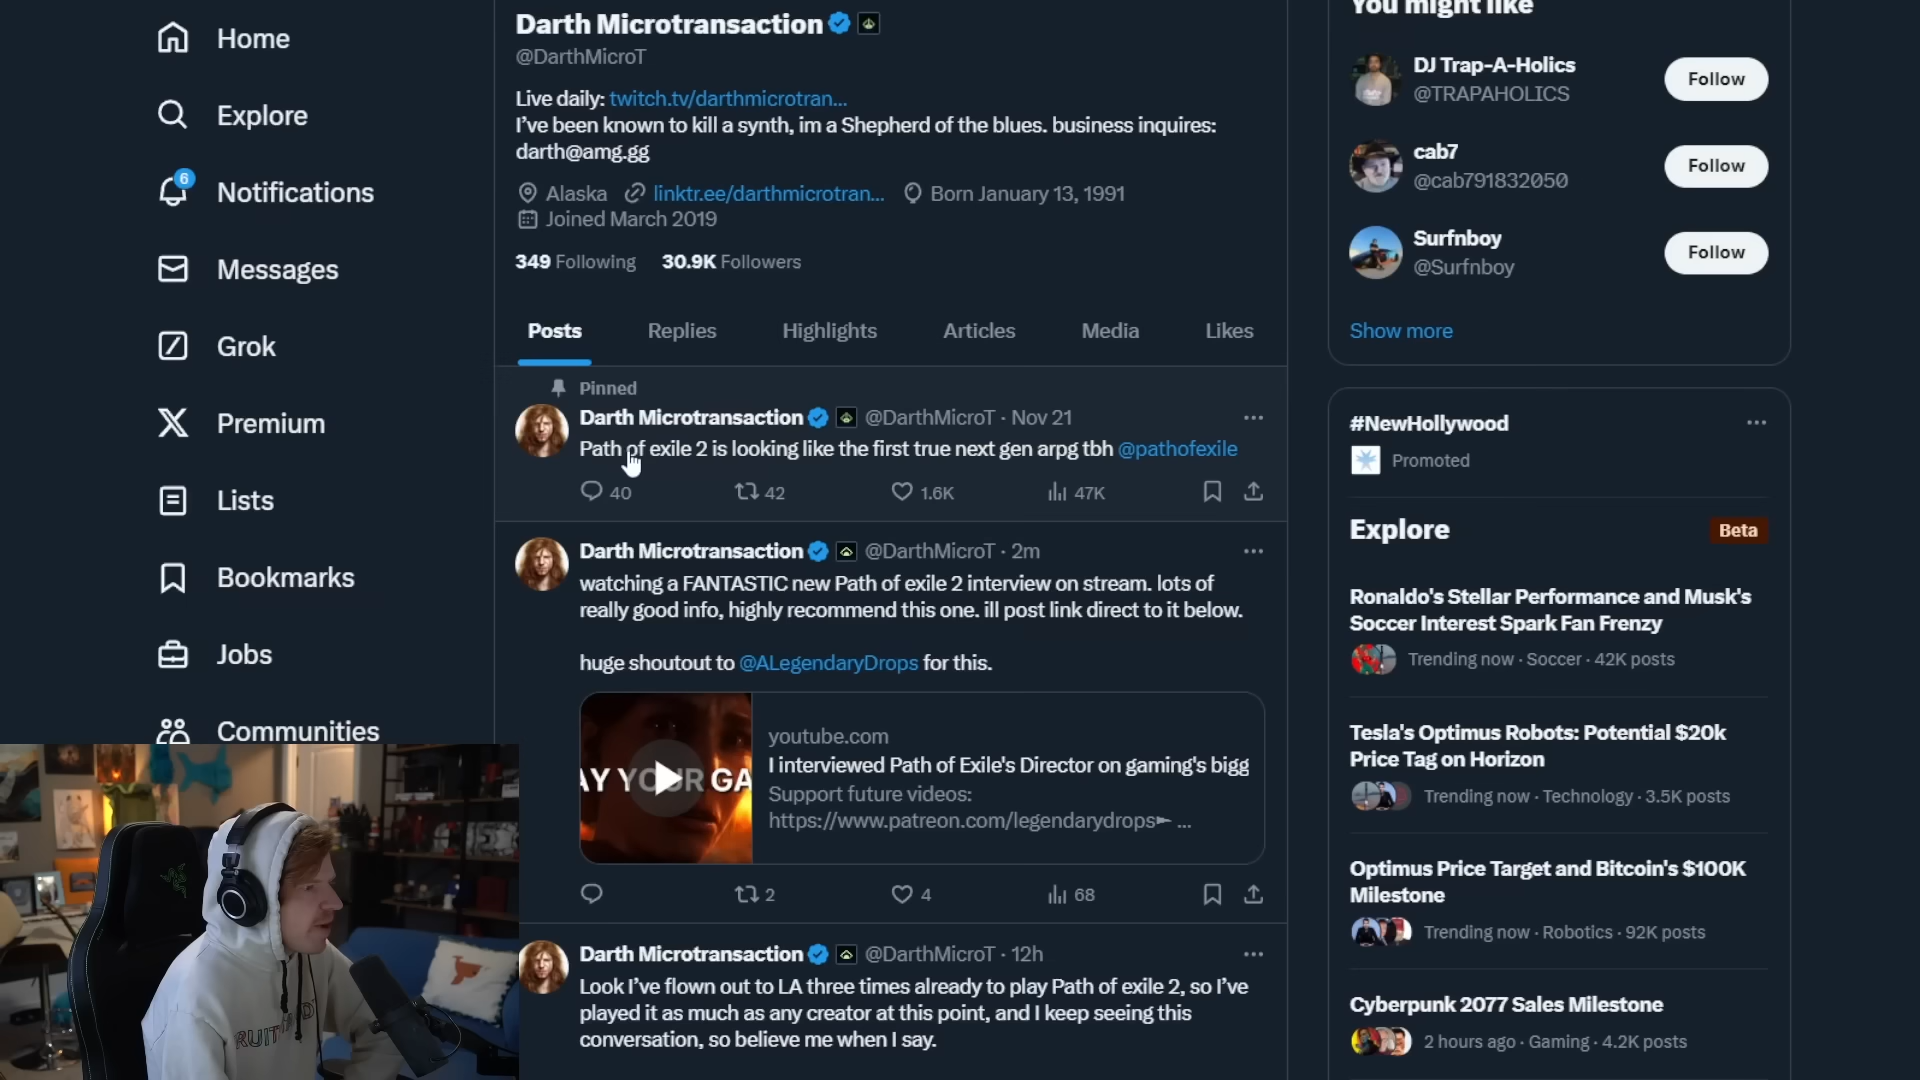 Home
Explore
6
Notifications
Messages
Grok
Premium
Lists
Bookmarks
Jobs
Communities
Darth Microtransaction
@DarthMicroT
Live daily: twitch.tv/darthmicrotran...
I've been known to kill a synth, im a Shepherd of the blues. business inquires:
darth@amg.gg
Alaska linktr.ee/darthmicrotran... Born January 13, 1991
Joined March 2019
349 Following 30.9K Followers
Posts Replies Highlights Articles Media Likes
Pinned
Darth Microtransaction @DarthMicroT · Nov 21
Path of exile 2 is looking like the first true next gen arpg tbh @pathofexile
40 42 1.6K 47K
Darth Microtransaction @DarthMicroT · 2m
watching a FANTASTIC new Path of exile 2 interview on stream. lots of
really good info, highly recommend this one. ill post link direct to it below.
huge shoutout to @ALegendaryDrops for this.
AY YOUR GA
youtube.com
I interviewed Path of Exile's Director on gaming's bigg
Support future videos:
https://www.patreon.com/legendarydrops► ...
2 4 68
Darth Microtransaction @DarthMicroT · 12h
Look I've flown out to LA three times already to play Path of exile 2, so I've
played it as much as any creator at this point, and I keep seeing this
conversation, so believe me when I say.
You might like
DJ Trap-A-Holics
@TRAPAHOLICS
Follow
cab7
@cab791832050
Follow
Surfnboy
@Surfnboy
Follow
Show more
#NewHollywood
Promoted
Explore
Beta
Ronaldo's Stellar Performance and Musk's
Soccer Interest Spark Fan Frenzy
Trending now · Soccer · 42K posts
Tesla's Optimus Robots: Potential $20k
Price Tag on Horizon
Trending now · Technology · 3.5K posts
Optimus Price Target and Bitcoin's $100K
Milestone
Trending now · Robotics · 92K posts
Cyberpunk 2077 Sales Milestone
2 hours ago · Gaming · 4.2K posts